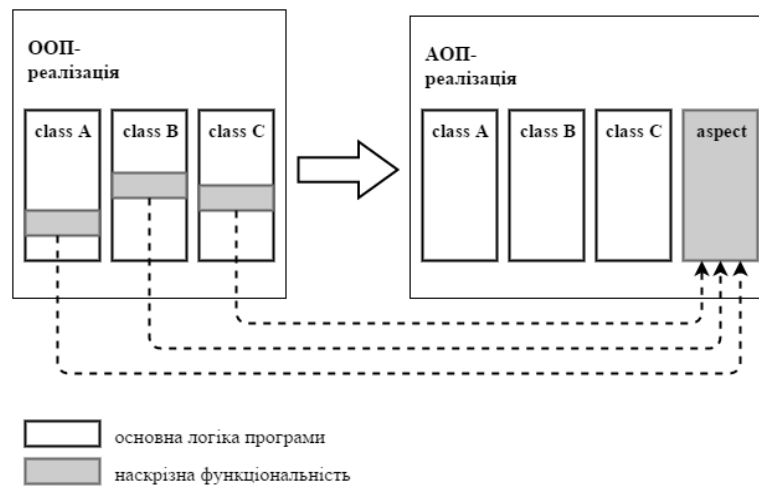 ООП-
реалізація
class A
class B
class C
АОП-
реалізація
class A
class B
class C
aspect
основна логіка програми
наскрізна функціональність